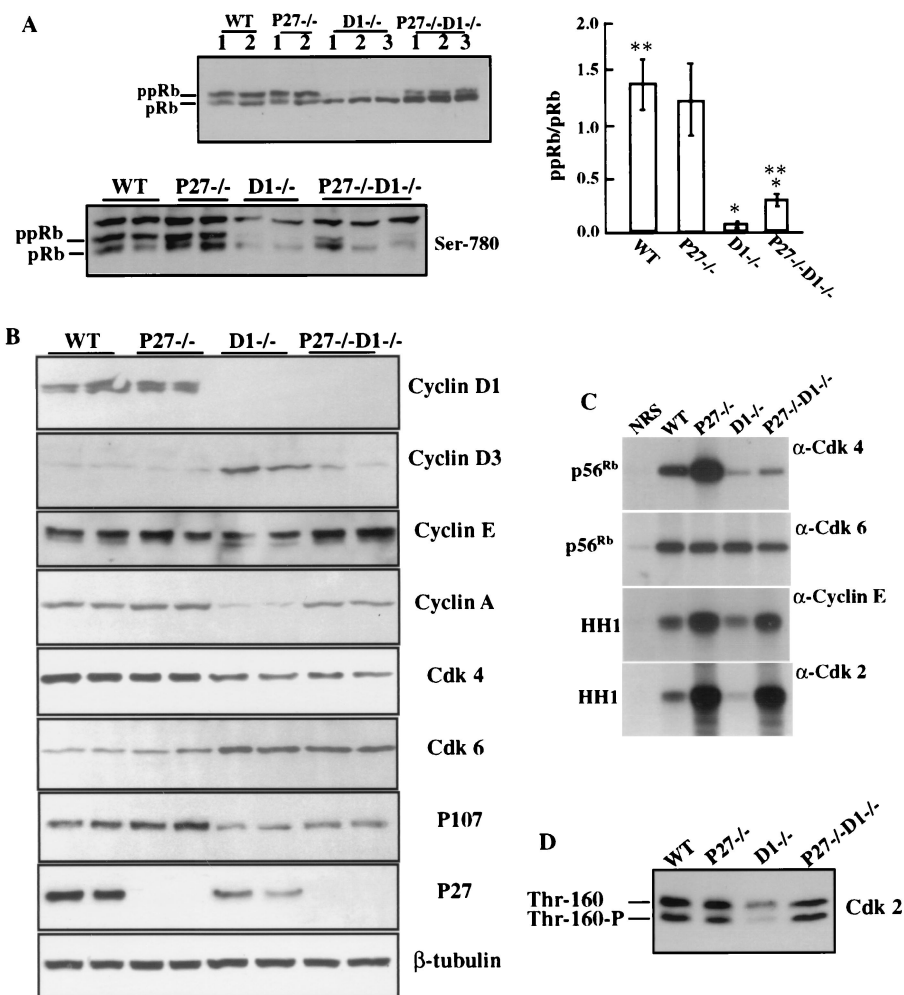 A
WT P27-/- D1-/- P27-/-D1-/-
1 2 1 2 1 2 3 1 2 3
ppRb
pRb
WT P27-/- D1-/- P27-/-D1-/-
ppRb
pRb
Ser-780
ppRb/pRb
2.0
1.5
1.0
0.5
0.0
**
*
**
*
WT P27-/- D1-/- P27-/-D1-/-
B
WT P27-/- D1-/- P27-/-D1-/-
Cyclin D1
Cyclin D3
Cyclin E
Cyclin A
Cdk 4
Cdk 6
P107
P27
β-tubulin
C
NRS WT P27-/- D1-/- P27-/-D1-/-
p56Rb α-Cdk 4
p56Rb α-Cdk 6
HH1 α-Cyclin E
HH1 α-Cdk 2
D
WT P27-/- D1-/- P27-/-D1-/-
Thr-160
Thr-160-P
Cdk 2